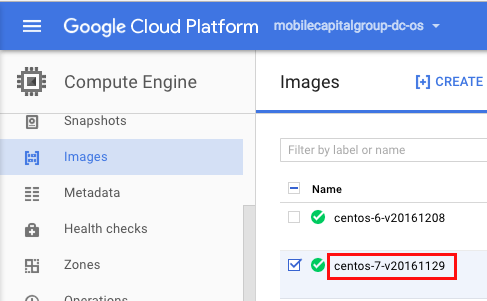 Google Cloud Platform
mobilecapitalgroup-dc-os
Compute Engine
Images
CREATE
Snapshots
Images
Metadata
Health checks
Zones
Operations
Filter by label or name
Name
centos-6-v20161208
centos-7-v20161129